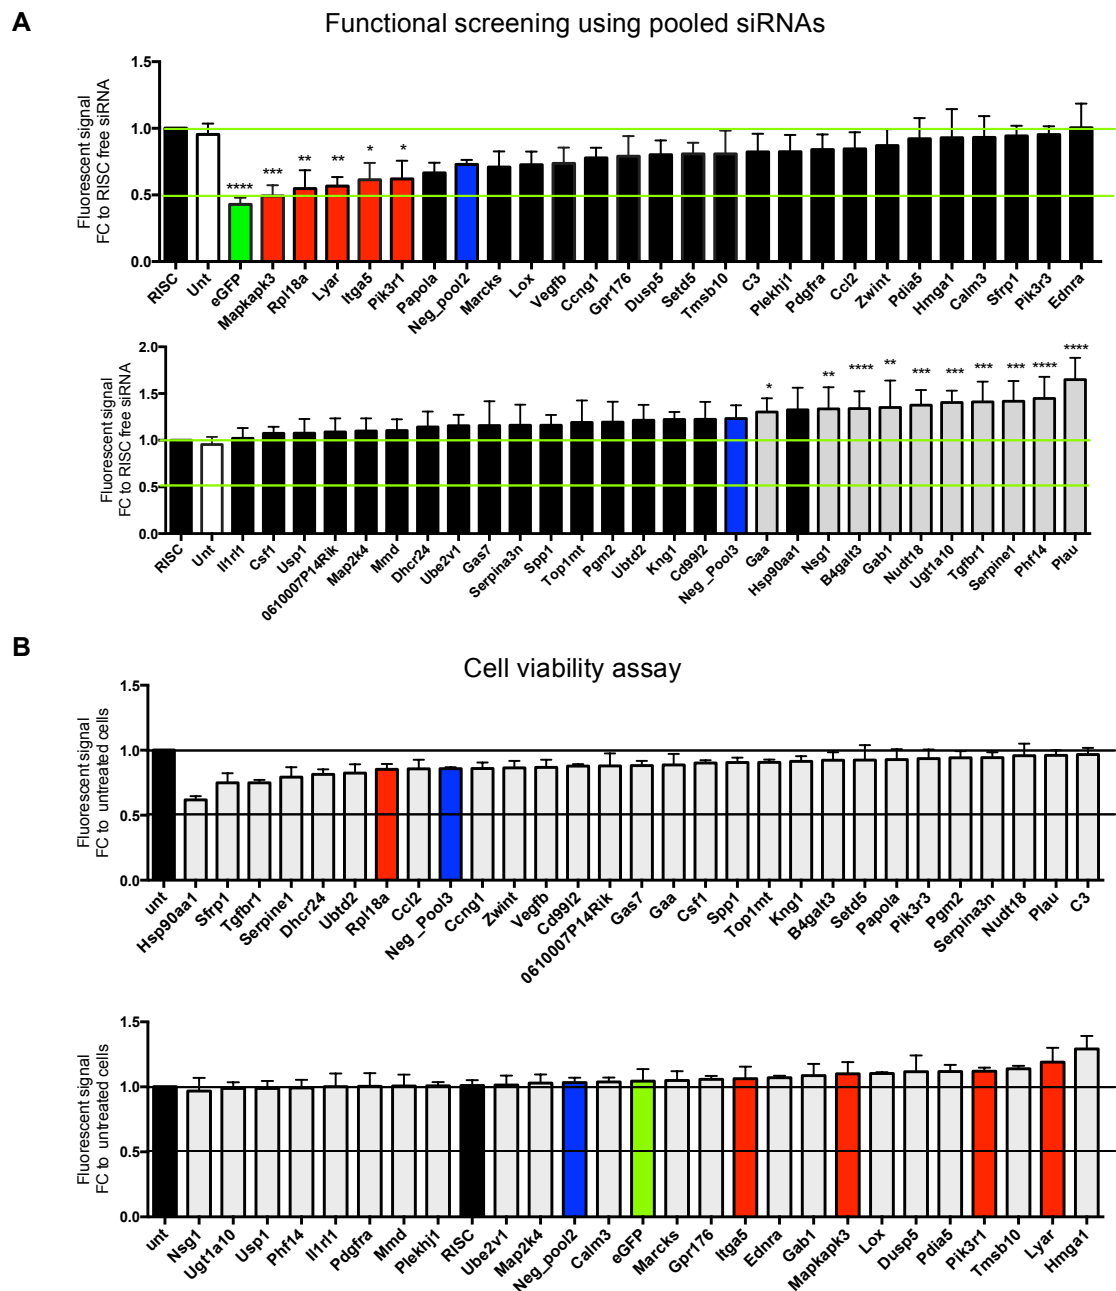 A
Functional screening using pooled siRNAs
Fluorescent signal
FC to RISC free siRNA
1.5
1.0
0.5
0.0
**** *** ** ** * *
RISC Unt eGFP Mapkapk3 Rpl18a Lyar Itga5 Pik3r1 Papola Neg_pool2 Marcks Lox Vegfb Ccng1 Gpr176 Dusp5 Setd5 Tmsb10 C3 Plekhj1 Pdgfra Ccl2 Zwint Pdia5 Hmga1 Calm3 Sfrp1 Pik3r3 Ednra
Fluorescent signal
FC to RISC free siRNA
2.0
1.5
1.0
0.5
0.0
* ** **** ** *** *** *** *** **** ****
RISC Unt Il1rl1 Csf1 Usp1 0610007P14Rik Map2k4 Mmd Dhcr24 Ube2v1 Gas7 Serpina3n Spp1 Top1mt Pgm2 Ubtd2 Kng1 Cd99l2 Neg_Pool3 Gaa Hsp90aa1 Nsg1 B4galt3 Gab1 Nudt18 Ugt1a10 Tgfbr1 Serpine1 Phf14 Plau
B
Cell viability assay
Fluorescent signal
FC to untreated cells
1.5
1.0
0.5
0.0
unt Hsp90aa1 Sfrp1 Tgfbr1 Serpine1 Dhcr24 Ubtd2 Rpl18a Ccl2 Neg_Pool3 Ccng1 Zwint Vegfb Cd99l2 0610007P14Rik Gas7 Gaa Csf1 Spp1 Top1mt Kng1 B4galt3 Setd5 Papola Pik3r3 Pgm2 Serpina3n Nudt18 Plau C3
Fluorescent signal
FC to untreated cells
1.5
1.0
0.5
0.0
unt Nsg1 Ugt1a10 Usp1 Phf14 Il1rl1 Pdgfra Mmd Plekhj1 RISC Ube2v1 Map2k4 Neg_pool2 Calm3 eGFP Marcks Gpr176 Itga5 Ednra Gab1 Mapkapk3 Lox Dusp5 Pdia5 Pik3r1 Tmsb10 Lyar Hmga1